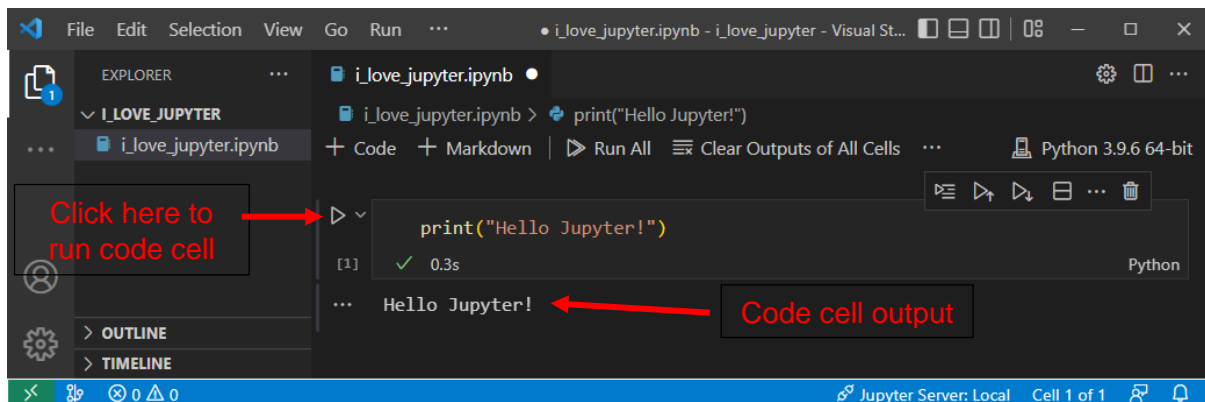 File Edit Selection View Go Run ··· ● i_love_jupyter.ipynb - i_love_jupyter - Visual St...
EXPLORER ··· i_love_jupyter.ipynb ●
1
I_LOVE_JUPYTER i_love_jupyter.ipynb > print("Hello Jupyter!")
i_love_jupyter.ipynb + Code + Markdown | Run All Clear Outputs of All Cells ··· Python 3.9.6 64-bit
Click here to
run code cell
print("Hello Jupyter!")
[1] ✓ 0.3s Python
··· Hello Jupyter!
Code cell output
> OUTLINE
> TIMELINE
0 0 Jupyter Server: Local Cell 1 of 1